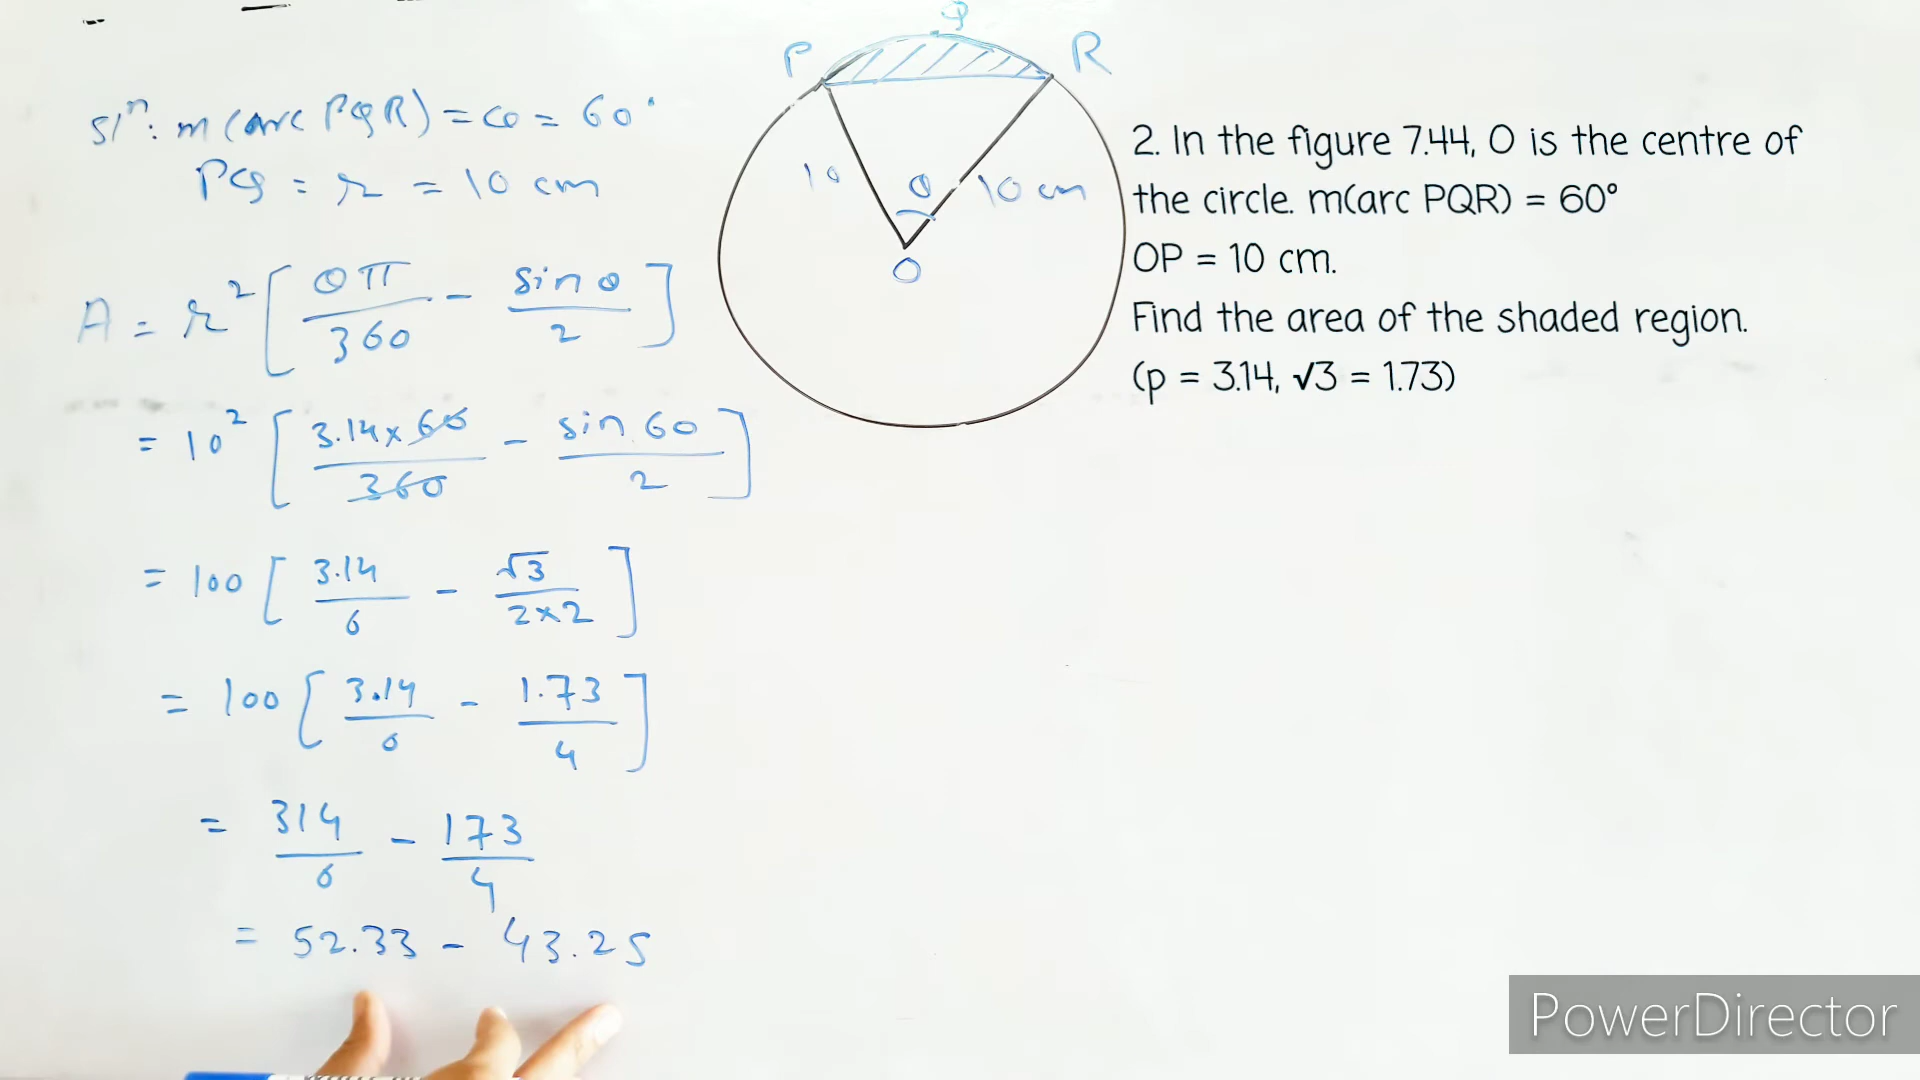 Sl^n: m(arc PQR) = θ = 60°
PQ = r = 10 cm
A = r² [ θπ/360 - sin θ/2 ]
= 10² [ 3.14 × 60/360 - sin 60/2 ]
= 100 [ 3.14/6 - √3/2×2 ]
= 100 [ 3.14/6 - 1.73/4 ]
= 314/6 - 173/4
= 52.33 - 43.25
Q
P
R
10
θ
10 cm
O
2. In the figure 7.44, O is the centre of
the circle. m(arc PQR) = 60°
OP = 10 cm.
Find the area of the shaded region.
(p = 3.14, √3 = 1.73)
PowerDirector